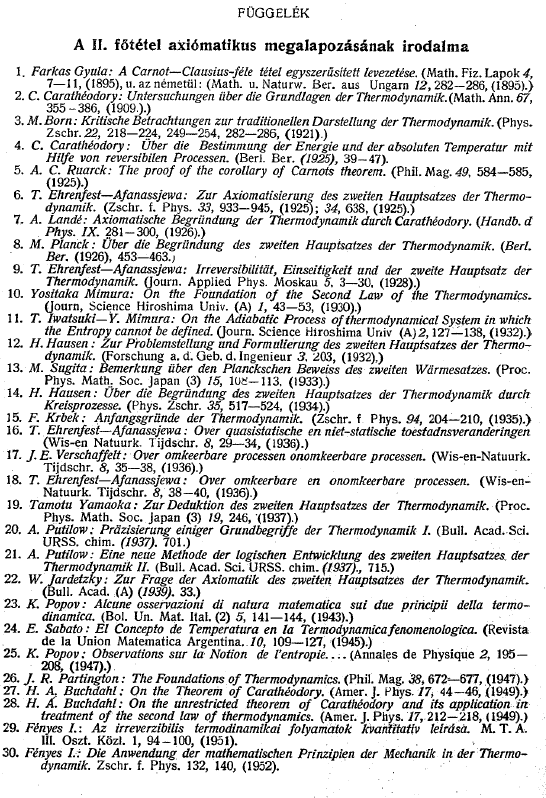 FÜGGELÉK
A II. főtétel axiómatikus megalapozásának irodalma
1. Farkas Gyula: A Carnot—Clausius-féle tétel egyszerűsített levezetése. (Math. Fiz. Lapok 4,
7—11, (1895), u. az németül: (Math. u. Naturw. Ber. aus Ungarn 12, 282—286, (1895).)
2. C. Carathéodory: Untersuchungen über die Grundlagen der Thermodynamik. (Math. Ann. 67,
355—386, (1909.).)
3. M. Born: Kritische Betrachtungen zur traditionellen Darstellung der Thermodynamik. (Phys.
Zschr. 22, 218—224, 249—254, 282—286, (1921).)
4. C. Carathéodory: Über die Bestimmung der Energie und der absoluten Temperatur mit
Hilfe von reversibilen Processen. (Berl. Ber. (1925), 39—47).
5. A. C. Ruarck: The proof of the corollary of Carnots theorem. (Phil. Mag. 49, 584—585,
(1925).)
6. T. Ehrenfest—Afanassjewa: Zur Axiomatisierung des zweiten Hauptsatzes der Thermo-
dynamik. (Zschr. f. Phys. 33, 933—945, (1925); 34, 638, (1925).)
7. A. Landé: Axiomatische Begründung der Thermodynamik durch Carathéodory. (Handb. d
Phys. IX. 281—300, (1926).)
8. M. Planck: Über die Begründung des zweiten Hauptsatzes der Thermodynamik. (Berl.
Ber. (1926), 453—463.)
9. T. Ehrenfest—Afanassjewa: Irreversibilität, Einseitigkeit und der zweite Hauptsatz der
Thermodynamik. (Journ. Applied Phys. Moskau 5, 3—30, (1928).)
10. Yositaka Mimura: On the Foundation of the Second Law of the Thermodynamics.
(Journ, Science Hiroshima Univ. (A) 1, 43—53, (1930).)
11. T. Iwatsuki—Y. Mimura: On the Adiabatic Process of thermodynamical System in which
the Entropy cannot be defined. (Journ. Science Hiroshima Univ (A) 2, 127—138, (1932).)
12. H. Hausen: Zur Problemstellung und Formulierung des zweiten Hauptsatzes der Thermo-
dynamik. (Forschung a. d. Geb. d. Ingenieur 3. 203, (1932).)
13. M. Sugita: Bemerkung über den Planckschen Beweis des zweiten Wärmesatzes. (Proc.
Phys. Math. Soc. Japan (3) 15, 108—113, (1933).)
14. H. Hausen: Über die Begründung des zweiten Hauptsatzes der Thermodynamik durch
Kreisprozesse. (Phys. Zschr. 35, 517—524, (1934).)
15. F. Krbek: Anfangsgründe der Thermodynamik. (Zschr. f Phys. 94, 204—210, (1935).)
16. T. Ehrenfest—Afanassjewa: Over quasistatische en niet-statische toestadnsveranderingen
(Wis-en Natuurk. Tijdschr. 8, 29—34, (1936).)
17. J. E. Verschaffelt: Over omkeerbare processen onomkeerbare processen. (Wis-en-Natuurk.
Tijdschr. 8, 35—38, (1936).)
18. T. Ehrenfest—Afanassjewa: Over omkeerbare en onomkeerbare processen. (Wis-en-
Natuurk. Tijdschr. 8, 38—40, (1936).)
19. Tamotu Yamaoka: Zur Deduktion des zweiten Hauptsatzes der Thermodynamik. (Proc.
Phys. Math. Soc. Japan (3) 19, 246, (1937).)
20. A. Putilow: Präzisierung einiger Grundbegriffe der Thermodynamik I. (Bull. Acad. Sci.
URSS. chim. (1937). 701.)
21. A. Putilow: Eine neue Methode der logischen Entwicklung des zweiten Hauptsatzes der
Thermodynamik II. (Bull. Acad. Sci. URSS. chim. (1937)., 715.)
22. W. Jardetzky: Zur Frage der Axiomatik des zweiten Hauptsatzes der Thermodynamik.
(Bull. Acad. (A) (1939). 33.)
23. K. Popov: Alcune osservazioni di natura matematica sui due principii della termo-
dinamica. (Bol. Un. Mat. Ital. (2) 5, 141—144, (1943).)
24. E. Sabato: El Concepto de Temperatura en la Termodynamica fenomenologica. (Revista
de la Union Matematica Argentina. 10, 109—127, (1945).)
25. K. Popov: Observations sur la Notion de l'entropie.... (Annales de Physique 2, 195—
208, (1947).)
26. J. R. Partington: The Foundations of Thermodynamics. (Phil. Mag. 38, 672—677, (1947).)
27. H. A. Buchdahl: On the Theorem of Carathéodory. (Amer. J. Phys. 17, 44—46, (1949).)
28. H. A. Buchdahl: On the unrestricted theorem of Carathéodory and its application in
treatment of the second law of thermodynamics. (Amer. J. Phys. 17, 212—218, (1949).)
29. Fényes I.: Az irreverzibilis termodinamikai folyamatok kvantitatív leírása. M. T. A.
III. Oszt. Közl. 1, 94—100, (1951).
30. Fényes I.: Die Anwendung der mathematischen Prinzipien der Mechanik in der Thermo-
dynamik. Zschr. f. Phys. 132, 140, (1952).